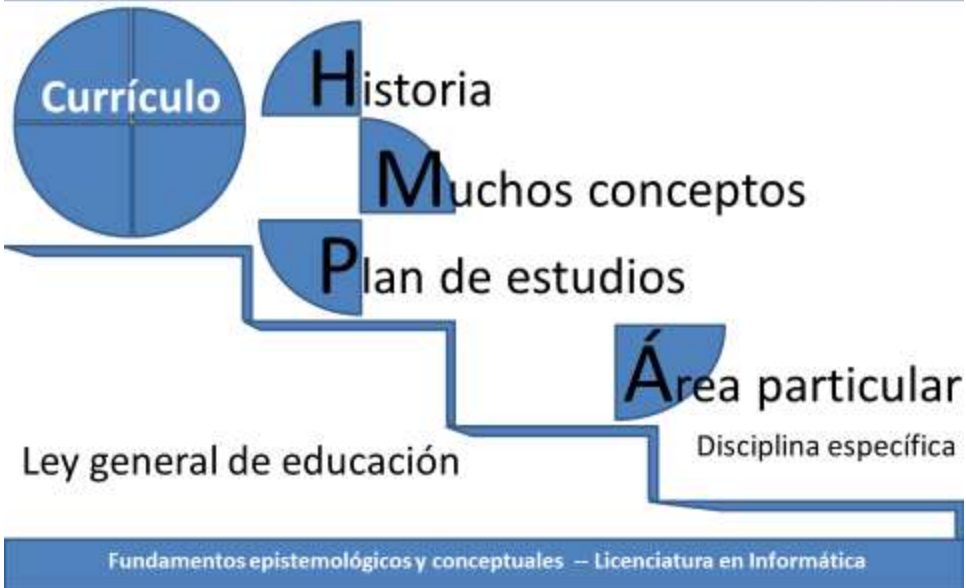 Currículo
Historia
Muchos conceptos
Plan de estudios
Área particular
Disciplina específica
Ley general de educación
Fundamentos epistemológicos y conceptuales – Licenciatura en Informática